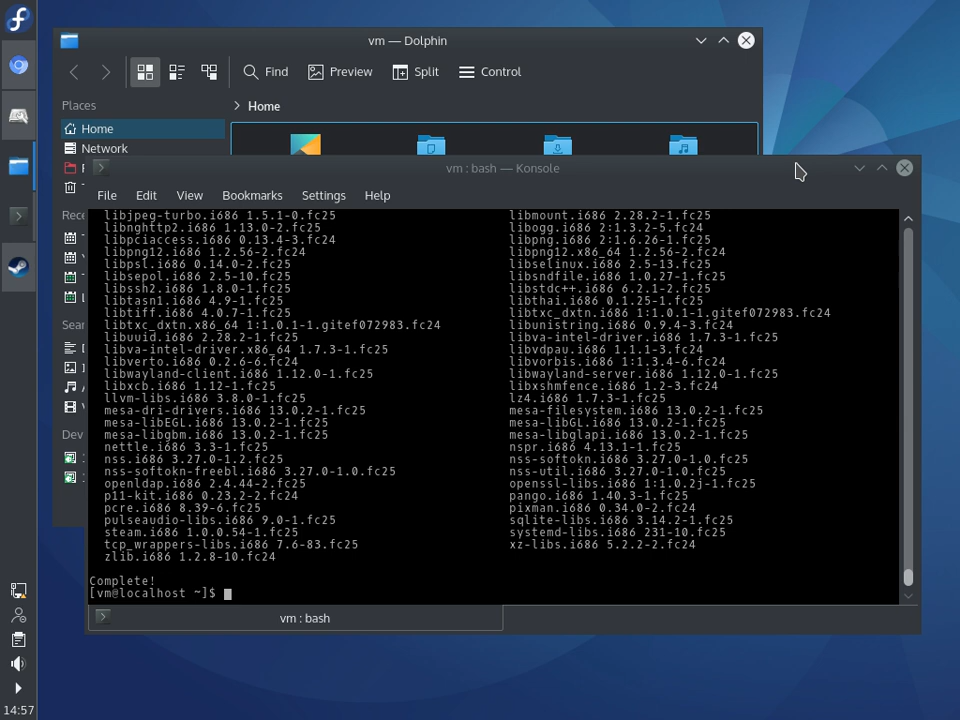 vm — Dolphin
Find Preview Split Control
Places
Home
Home
Network
vm : bash — Konsole
File Edit View Bookmarks Settings Help
Rece
Sear
Dev
libjpeg-turbo.i686 1.5.1-0.fc25 libmount.i686 2.28.2-1.fc25
libnghttp2.i686 1.13.0-2.fc25 libogg.i686 2:1.3.2-5.fc24
libpciaccess.i686 0.13.4-3.fc24 libpng.i686 2:1.6.26-1.fc25
libpng12.i686 1.2.56-2.fc24 libpng12.x86_64 1.2.56-2.fc24
libpsl.i686 0.14.0-2.fc25 libselinux.i686 2.5-13.fc25
libsepol.i686 2.5-10.fc25 libsndfile.i686 1.0.27-1.fc25
libssh2.i686 1.8.0-1.fc25 libstdc++.i686 6.2.1-2.fc25
libtasn1.i686 4.9-1.fc25 libthai.i686 0.1.25-1.fc25
libtiff.i686 4.0.7-1.fc25 libtxc_dxtn.i686 1:1.0.1-1.gitef072983.fc24
libtxc_dxtn.x86_64 1:1.0.1-1.gitef072983.fc24 libunistring.i686 0.9.4-3.fc24
libuuid.i686 2.28.2-1.fc25 libva-intel-driver.i686 1.7.3-1.fc25
libva-intel-driver.x86_64 1.7.3-1.fc25 libvdpau.i686 1.1.1-3.fc24
libverto.i686 0.2.6-6.fc24 libvorbis.i686 1:1.3.4-6.fc24
libwayland-client.i686 1.12.0-1.fc25 libwayland-server.i686 1.12.0-1.fc25
libxcb.i686 1.12-1.fc25 libxshmfence.i686 1.2-3.fc24
llvm-libs.i686 3.8.0-1.fc25 lz4.i686 1.7.3-1.fc25
mesa-dri-drivers.i686 13.0.2-1.fc25 mesa-filesystem.i686 13.0.2-1.fc25
mesa-libEGL.i686 13.0.2-1.fc25 mesa-libGL.i686 13.0.2-1.fc25
mesa-libgbm.i686 13.0.2-1.fc25 mesa-libglapi.i686 13.0.2-1.fc25
nettle.i686 3.3-1.fc25 nspr.i686 4.13.1-1.fc25
nss.i686 3.27.0-1.2.fc25 nss-softokn.i686 3.27.0-1.0.fc25
nss-softokn-freebl.i686 3.27.0-1.0.fc25 nss-util.i686 3.27.0-1.0.fc25
openldap.i686 2.4.44-2.fc25 openssl-libs.i686 1:1.0.2j-1.fc25
p11-kit.i686 0.23.2-2.fc24 pango.i686 1.40.3-1.fc25
pcre.i686 8.39-6.fc25 pixman.i686 0.34.0-2.fc24
pulseaudio-libs.i686 9.0-1.fc25 sqlite-libs.i686 3.14.2-1.fc25
steam.i686 1.0.0.54-1.fc25 systemd-libs.i686 231-10.fc25
tcp_wrappers-libs.i686 7.6-83.fc25 xz-libs.i686 5.2.2-2.fc24
zlib.i686 1.2.8-10.fc24
Complete!
[vm@localhost ~]$
vm : bash
14:57